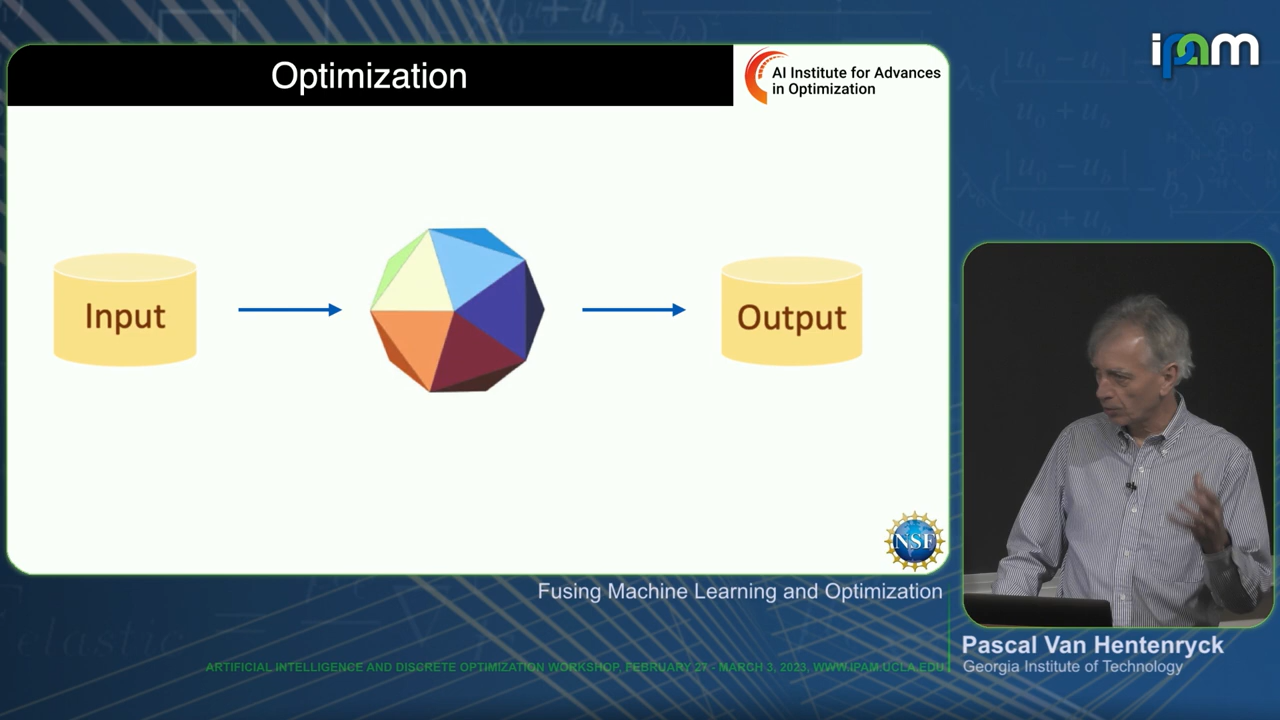 ipam
Optimization
AI Institute for Advances
in Optimization
Input
Output
NSF
Fusing Machine Learning and Optimization
Pascal Van Hentenryck
Georgia Institute of Technology
ARTIFICIAL INTELLIGENCE AND DISCRETE OPTIMIZATION WORKSHOP, FEBRUARY 27 - MARCH 3, 2023, WWW.IPAM.UCLA.EDU
elastic